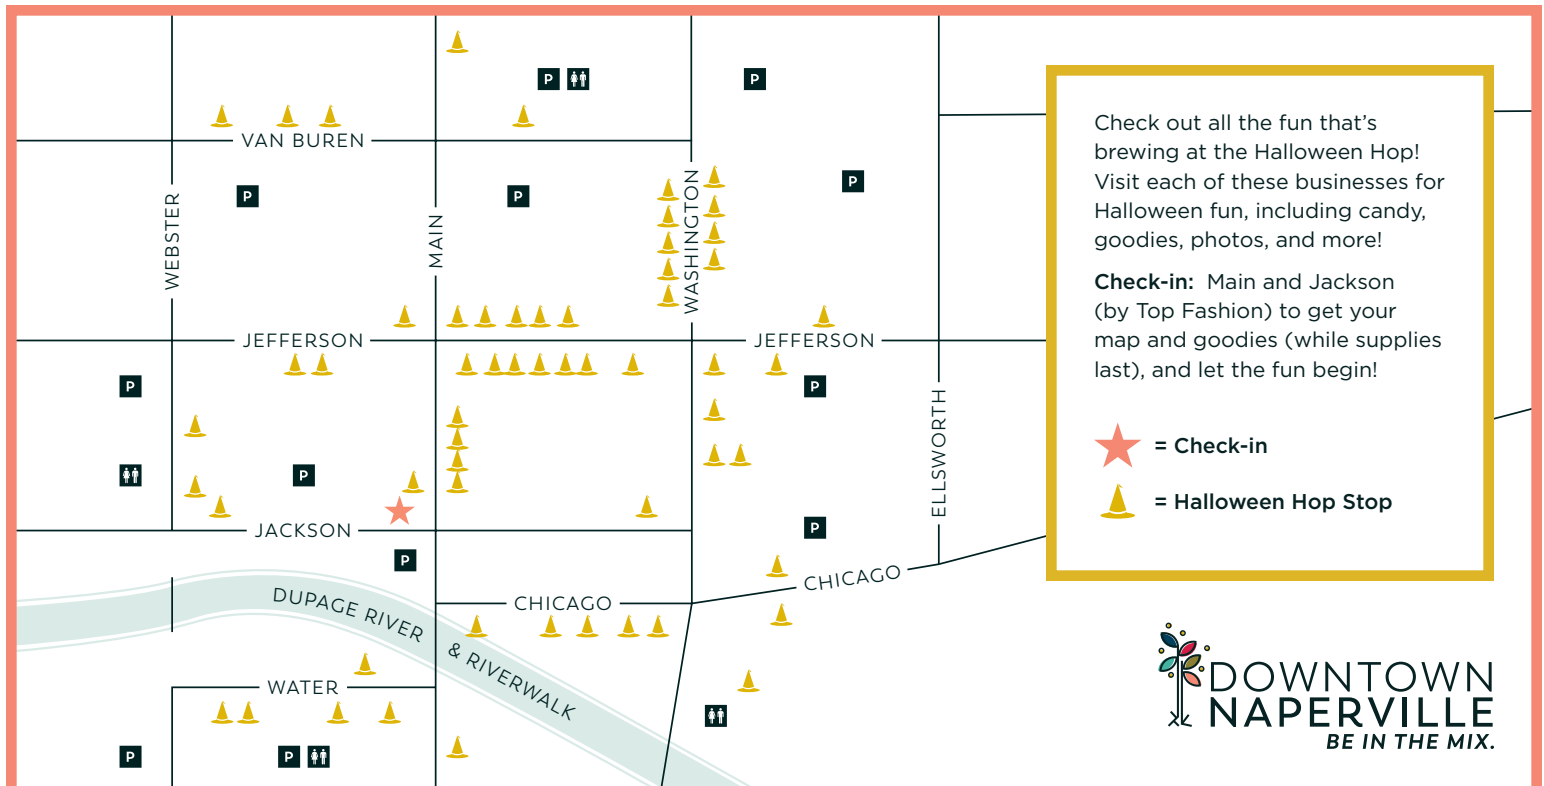 P
P
VAN BUREN
P
P
P
WEBSTER
MAIN
WASHINGTON
JEFFERSON
JEFFERSON
P
P
ELLSWORTH
P
P
JACKSON
P
CHICAGO
CHICAGO
DUPAGE RIVER & RIVERWALK
WATER
P
P
Check out all the fun that’s
brewing at the Halloween Hop!
Visit each of these businesses for
Halloween fun, including candy,
goodies, photos, and more!
Check-in: Main and Jackson
(by Top Fashion) to get your
map and goodies (while supplies
last), and let the fun begin!
= Check-in
= Halloween Hop Stop
DOWNTOWN
NAPERVILLE
BE IN THE MIX.